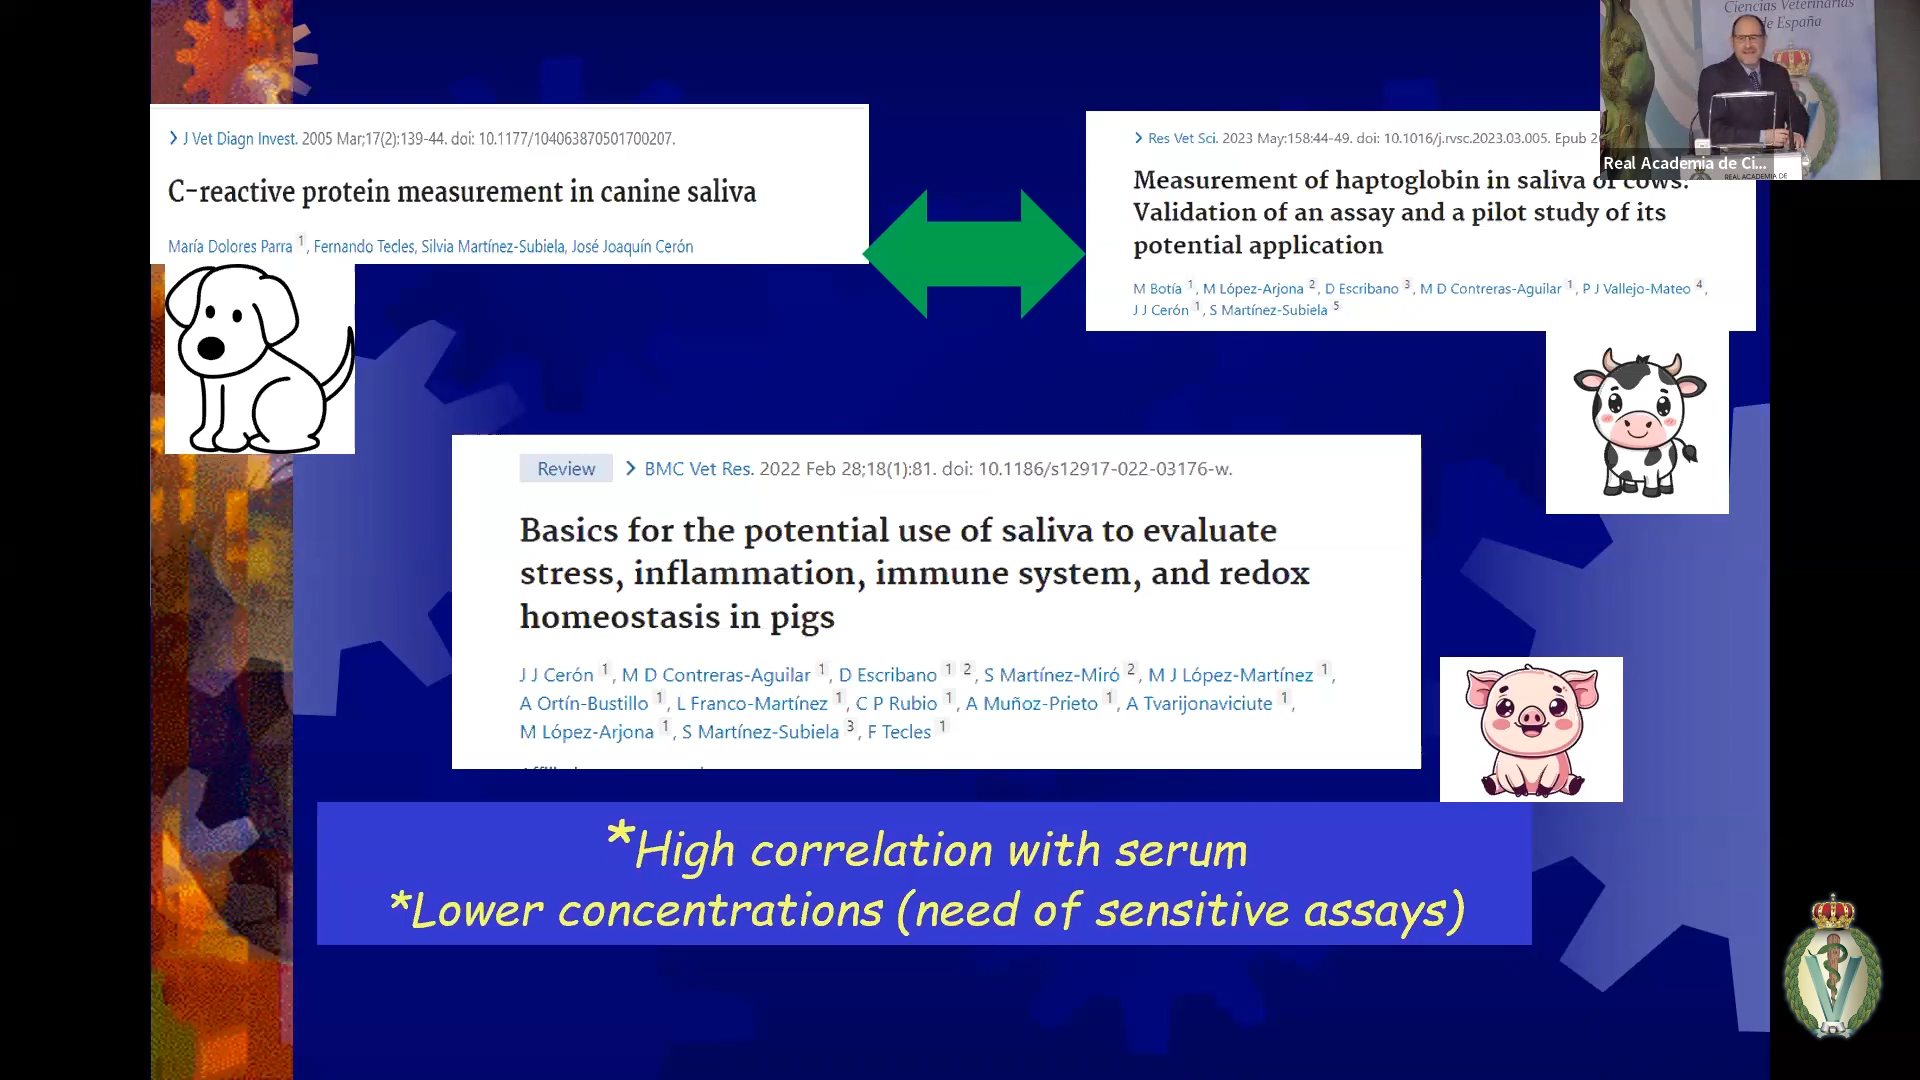 Ciencias Veterinarias
de España
Real Academia de Ci...
REAL ACADEMIA DE
> J Vet Diagn Invest. 2005 Mar;17(2):139-44. doi: 10.1177/104063870501700207.
C-reactive protein measurement in canine saliva
María Dolores Parra 1, Fernando Tecles, Silvia Martínez-Subiela, José Joaquín Cerón
> Res Vet Sci. 2023 May:158:44-49. doi: 10.1016/j.rvsc.2023.03.005. Epub 2
Measurement of haptoglobin in saliva of cows:
Validation of an assay and a pilot study of its
potential application
M Botía 1, M López-Arjona 2, D Escribano 3, M D Contreras-Aguilar 1, P J Vallejo-Mateo 4,
J J Cerón 1, S Martínez-Subiela 5
Review > BMC Vet Res. 2022 Feb 28;18(1):81. doi: 10.1186/s12917-022-03176-w.
Basics for the potential use of saliva to evaluate
stress, inflammation, immune system, and redox
homeostasis in pigs
J J Cerón 1, M D Contreras-Aguilar 1, D Escribano 1 2, S Martínez-Miró 2, M J López-Martínez 1,
A Ortín-Bustillo 1, L Franco-Martínez 1, C P Rubio 1, A Muñoz-Prieto 1, A Tvarijonaviciute 1,
M López-Arjona 1, S Martínez-Subiela 3, F Tecles 1
*High correlation with serum
*Lower concentrations (need of sensitive assays)
V